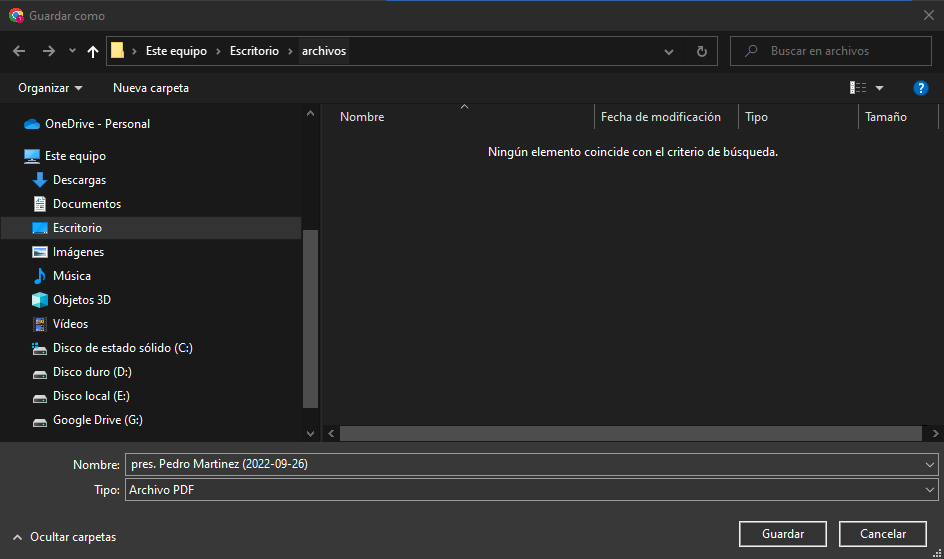 Guardar como
Este equipo
Escritorio
archivos
Buscar en archivos
Organizar
Nueva carpeta
?
OneDrive - Personal
Este equipo
Descargas
Documentos
Escritorio
Imágenes
Música
Objetos 3D
Vídeos
Disco de estado sólido (C:)
Disco duro (D:)
Disco local (E:)
Google Drive (G:)
Nombre
Fecha de modificación
Tipo
Tamaño
Ningún elemento coincide con el criterio de búsqueda.
Nombre: pres. Pedro Martinez (2022-09-26)
Tipo: Archivo PDF
Ocultar carpetas
Guardar
Cancelar